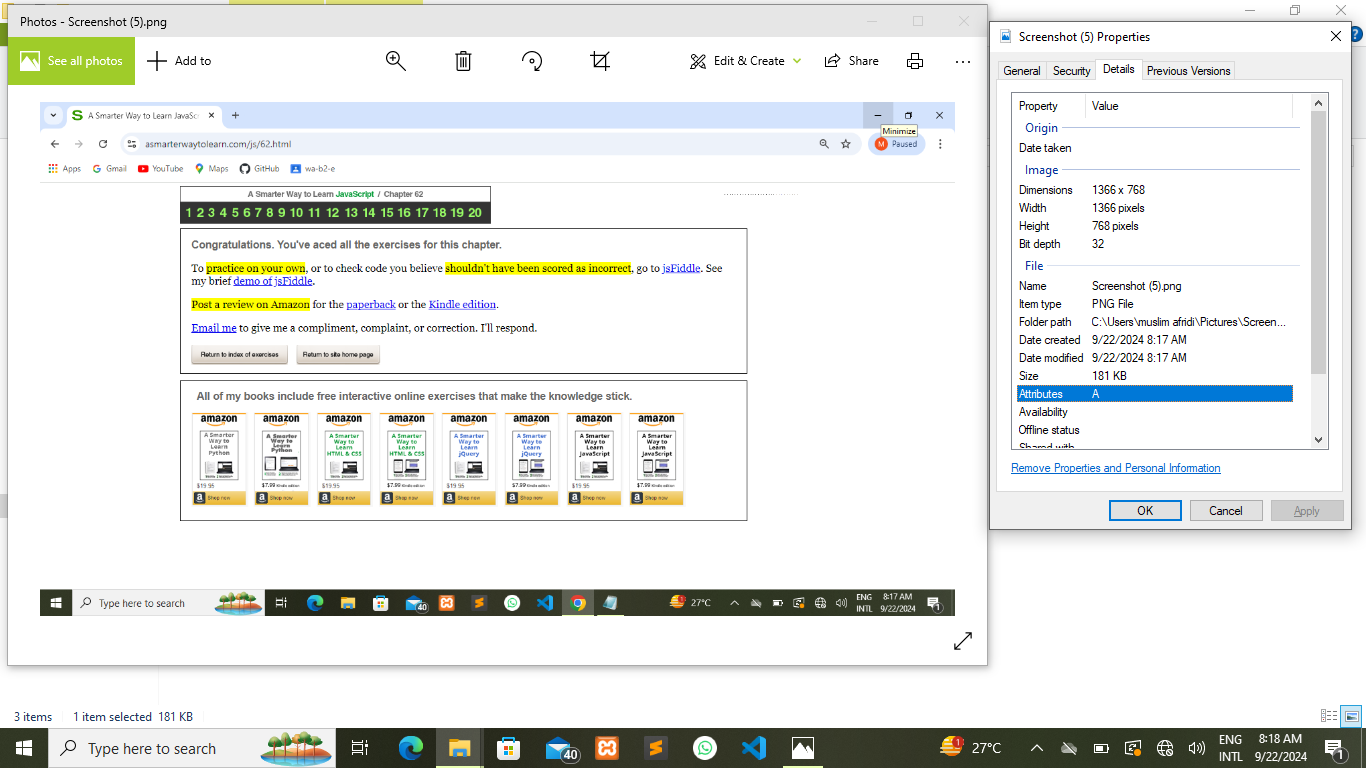 Photos - Screenshot (5).png
See all photos
Add to
Edit & Create
Share
A Smarter Way to Learn JavaSc
Minimize
asmarterwaytolearn.com/js/62.html
M Paused
Apps Gmail YouTube Maps GitHub wa-b2-e
A Smarter Way to Learn JavaScript / Chapter 62
1 2 3 4 5 6 7 8 9 10 11 12 13 14 15 16 17 18 19 20
Congratulations. You've aced all the exercises for this chapter.
To practice on your own, or to check code you believe shouldn't have been scored as incorrect, go to jsFiddle. See
my brief demo of jsFiddle.
Post a review on Amazon for the paperback or the Kindle edition.
Email me to give me a compliment, complaint, or correction. I'll respond.
Return to index of exercises Return to site home page
All of my books include free interactive online exercises that make the knowledge stick.
amazon amazon amazon amazon amazon amazon amazon amazon
A Smarter A Smarter A Smarter A Smarter A Smarter A Smarter A Smarter A Smarter
Way to Way to Way to Way to Way to Way to Way to Way to
Learn Learn Learn Learn Learn Learn Learn Learn
Python Python HTML & CSS HTML & CSS jQuery jQuery JavaScript JavaScript
$19.95 $7.99 Kindle edition $19.95 $7.99 Kindle edition $19.95 $7.99 Kindle edition $19.95 $7.99 Kindle edition
a Shop now a Shop now a Shop now a Shop now a Shop now a Shop now a Shop now a Shop now
Type here to search
40
27°C
ENG
INTL
8:17 AM
9/22/2024
1
Screenshot (5) Properties
General Security Details Previous Versions
Property Value
Origin
Date taken
Image
Dimensions 1366 x 768
Width 1366 pixels
Height 768 pixels
Bit depth 32
File
Name Screenshot (5).png
Item type PNG File
Folder path C:\Users\muslim afridi\Pictures\Screen...
Date created 9/22/2024 8:17 AM
Date modified 9/22/2024 8:17 AM
Size 181 KB
Attributes A
Availability
Offline status
Shared with
Remove Properties and Personal Information
OK Cancel Apply
3 items 1 item selected 181 KB
Type here to search
40
1
27°C
ENG
INTL
8:18 AM
9/22/2024
1